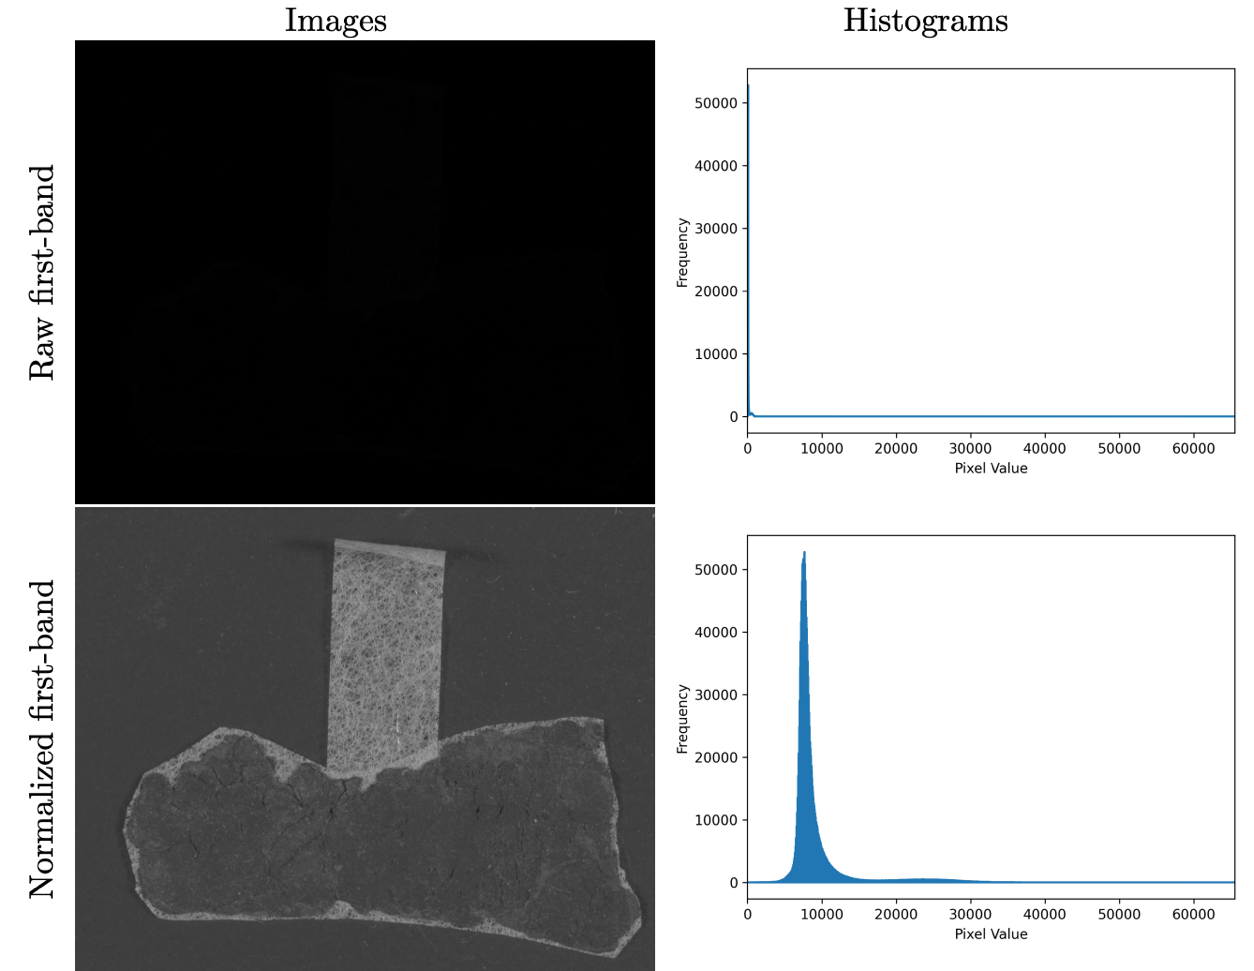 Images
Histograms
Raw first-band
50000
40000
30000
20000
10000
0
Frequency
0 10000 20000 30000 40000 50000 60000
Pixel Value
Normalized first-band
50000
40000
30000
20000
10000
0
Frequency
0 10000 20000 30000 40000 50000 60000
Pixel Value